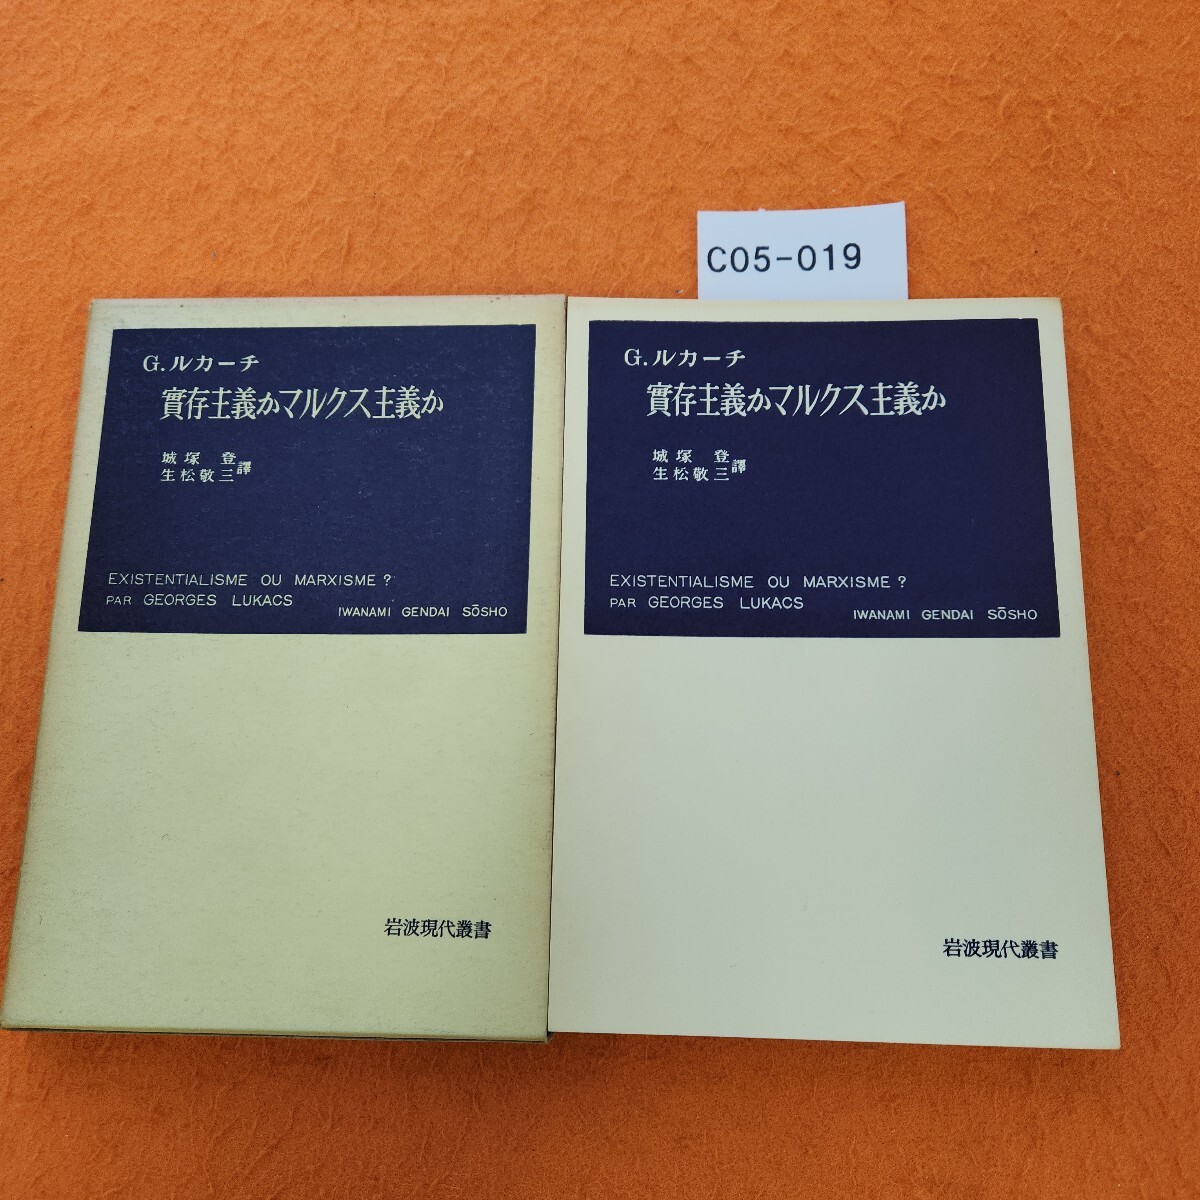 C05-019
G.ルカーチ
實存主義かマルクス主義か
城塚 登
生松敬三譯
EXISTENTIALISME OU MARXISME?
PAR GEORGES LUKACS
IWANAMI GENDAI SŌSHO
岩波現代叢書
G.ルカーチ
實存主義かマルクス主義か
城塚 登
生松敬三譯
EXISTENTIALISME OU MARXISME?
PAR GEORGES LUKACS
IWANAMI GENDAI SŌSHO
岩波現代叢書